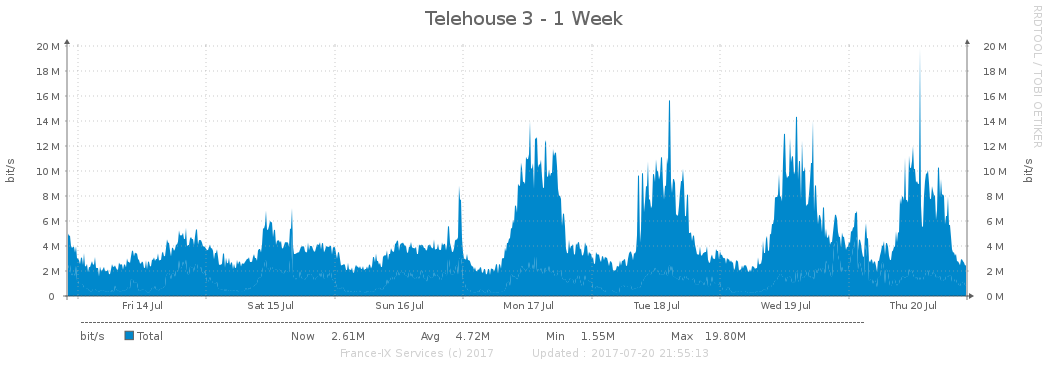 Telehouse 3 - 1 Week
RRDTOOL / TOBI OETIKER
bit/s
bit/s
20 M 20 M
18 M 18 M
16 M 16 M
14 M 14 M
12 M 12 M
10 M 10 M
8 M 8 M
6 M 6 M
4 M 4 M
2 M 2 M
0 0 M
Fri 14 Jul Sat 15 Jul Sun 16 Jul Mon 17 Jul Tue 18 Jul Wed 19 Jul Thu 20 Jul
bit/s Total Now 2.61M Avg 4.72M Min 1.55M Max 19.80M
France-IX Services (c) 2017 Updated : 2017-07-20 21:55:13